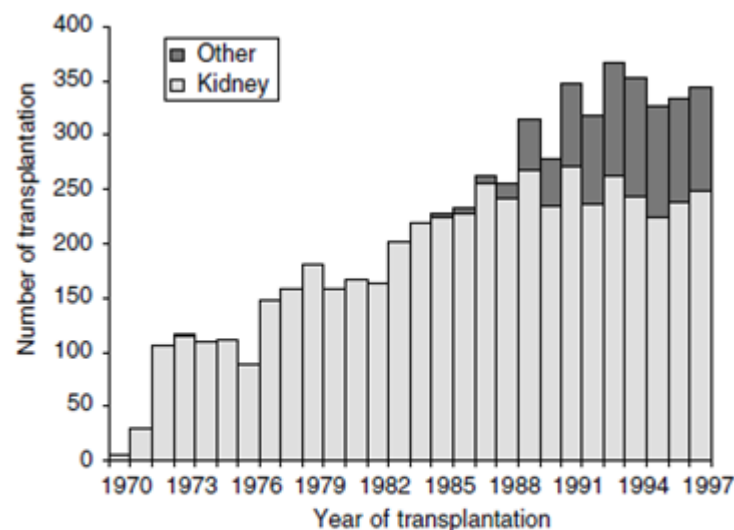 400
350
300
250
200
150
100
50
0
Number of transplantation
Other
Kidney
1970 1973 1976 1979 1982 1985 1988 1991 1994 1997
Year of transplantation